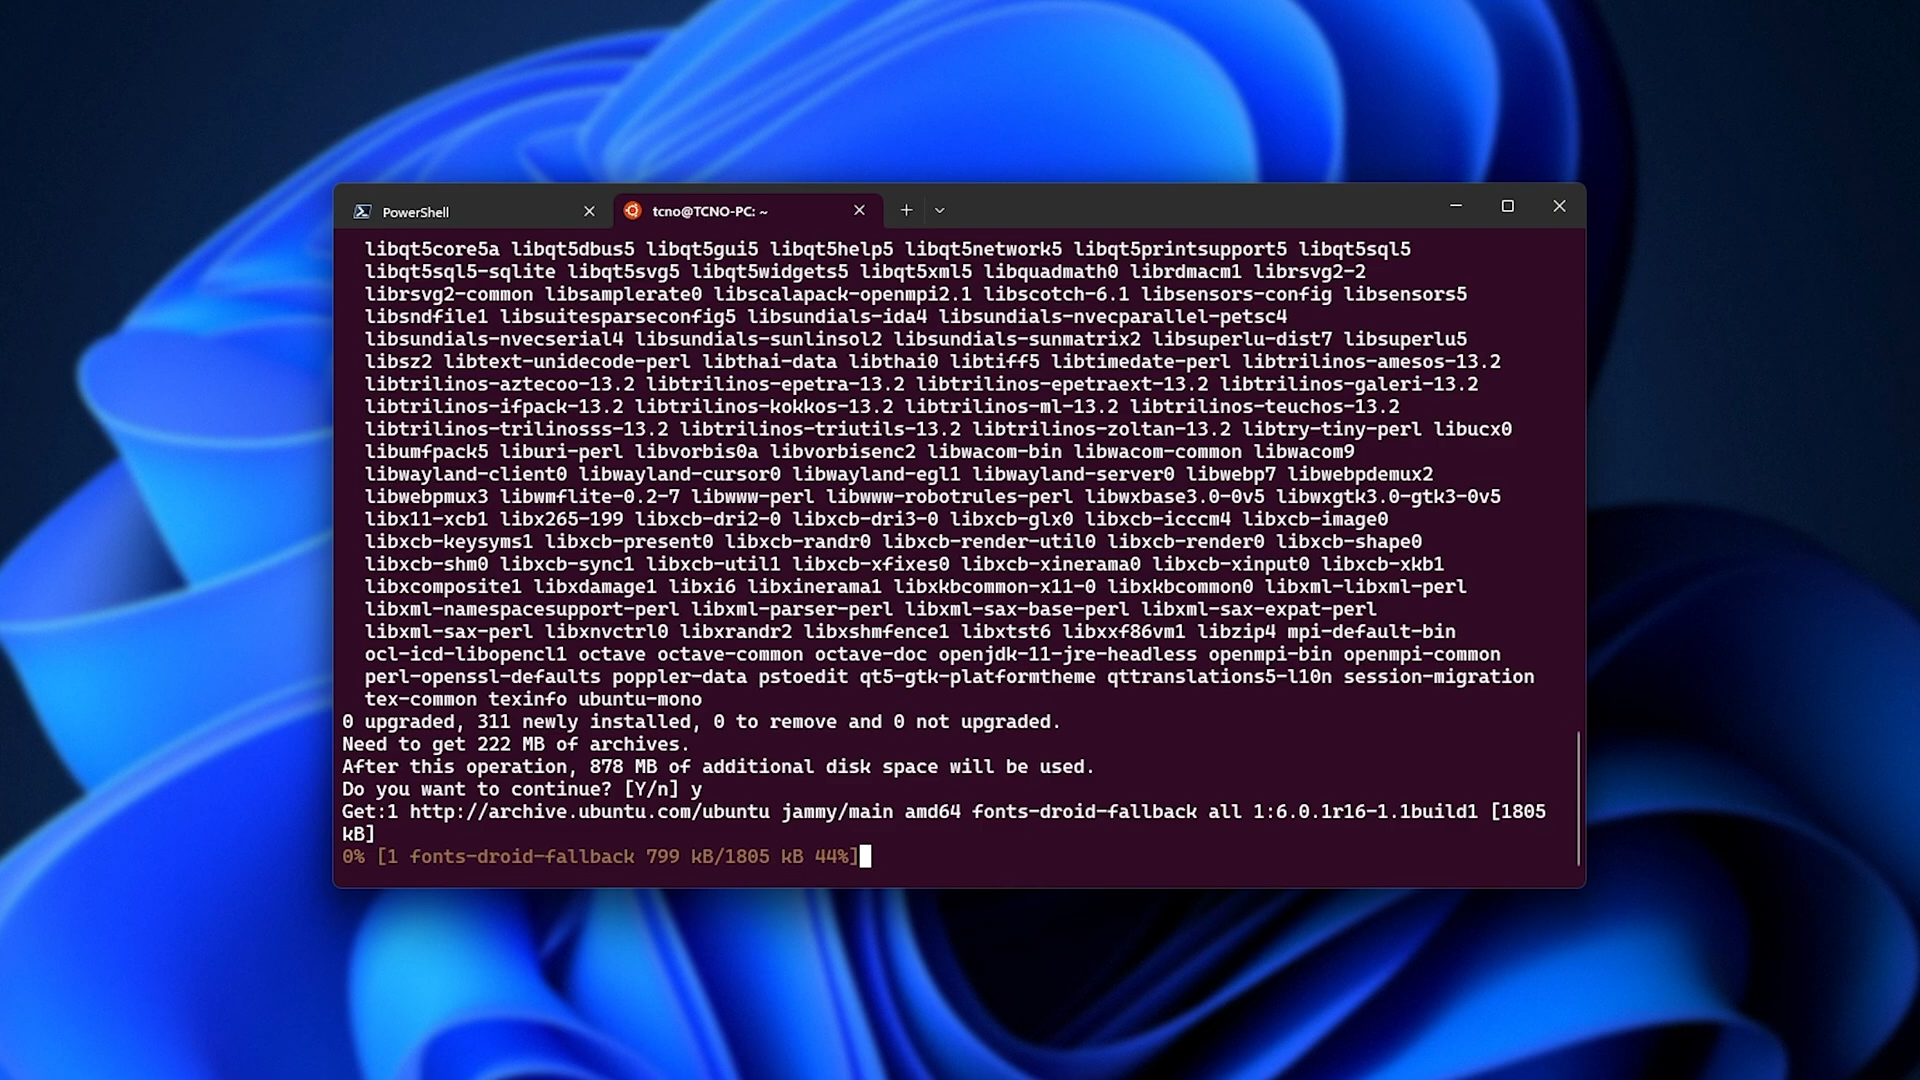 PowerShell
tcno@TCNO-PC: ~
libqt5core5a libqt5dbus5 libqt5gui5 libqt5help5 libqt5network5 libqt5printsupport5 libqt5sql5
libqt5sql5-sqlite libqt5svg5 libqt5widgets5 libqt5xml5 libquadmath0 librdmacm1 librsvg2-2
librsvg2-common libsamplerate0 libscalapack-openmpi2.1 libscotch-6.1 libsensors-config libsensors5
libsndfile1 libsuitesparseconfig5 libsundials-ida4 libsundials-nvecparallel-petsc4
libsundials-nvecserial4 libsundials-sunlinsol2 libsundials-sunmatrix2 libsuperlu-dist7 libsuperlu5
libsz2 libtext-unidecode-perl libthai-data libthai0 libtiff5 libtimedate-perl libtrilinos-amesos-13.2
libtrilinos-aztecoo-13.2 libtrilinos-epetra-13.2 libtrilinos-epetraext-13.2 libtrilinos-galeri-13.2
libtrilinos-ifpack-13.2 libtrilinos-kokkos-13.2 libtrilinos-ml-13.2 libtrilinos-teuchos-13.2
libtrilinos-trilinosss-13.2 libtrilinos-triutils-13.2 libtrilinos-zoltan-13.2 libtry-tiny-perl libucx0
libumfpack5 liburi-perl libvorbis0a libvorbisenc2 libwacom-bin libwacom-common libwacom9
libwayland-client0 libwayland-cursor0 libwayland-egl1 libwayland-server0 libwebp7 libwebpdemux2
libwebpmux3 libwmflite-0.2-7 libwww-perl libwww-robotrules-perl libwxbase3.0-0v5 libwxgtk3.0-gtk3-0v5
libx11-xcb1 libx265-199 libxcb-dri2-0 libxcb-dri3-0 libxcb-glx0 libxcb-icccm4 libxcb-image0
libxcb-keysyms1 libxcb-present0 libxcb-randr0 libxcb-render-util0 libxcb-render0 libxcb-shape0
libxcb-shm0 libxcb-sync1 libxcb-util1 libxcb-xfixes0 libxcb-xinerama0 libxcb-xinput0 libxcb-xkb1
libxcomposite1 libxdamage1 libxi6 libxinerama1 libxkbcommon-x11-0 libxkbcommon0 libxml-libxml-perl
libxml-namespacesupport-perl libxml-parser-perl libxml-sax-base-perl libxml-sax-expat-perl
libxml-sax-perl libxnvctrl0 libxrandr2 libxshmfence1 libxtst6 libxxf86vm1 libzip4 mpi-default-bin
ocl-icd-libopencl1 octave octave-common octave-doc openjdk-11-jre-headless openmpi-bin openmpi-common
perl-openssl-defaults poppler-data pstoedit qt5-gtk-platformtheme qttranslations5-l10n session-migration
tex-common texinfo ubuntu-mono
0 upgraded, 311 newly installed, 0 to remove and 0 not upgraded.
Need to get 222 MB of archives.
After this operation, 878 MB of additional disk space will be used.
Do you want to continue? [Y/n] y
Get:1 http://archive.ubuntu.com/ubuntu jammy/main amd64 fonts-droid-fallback all 1:6.0.1r16-1.1build1 [1805
kB]
0% [1 fonts-droid-fallback 799 kB/1805 kB 44%]